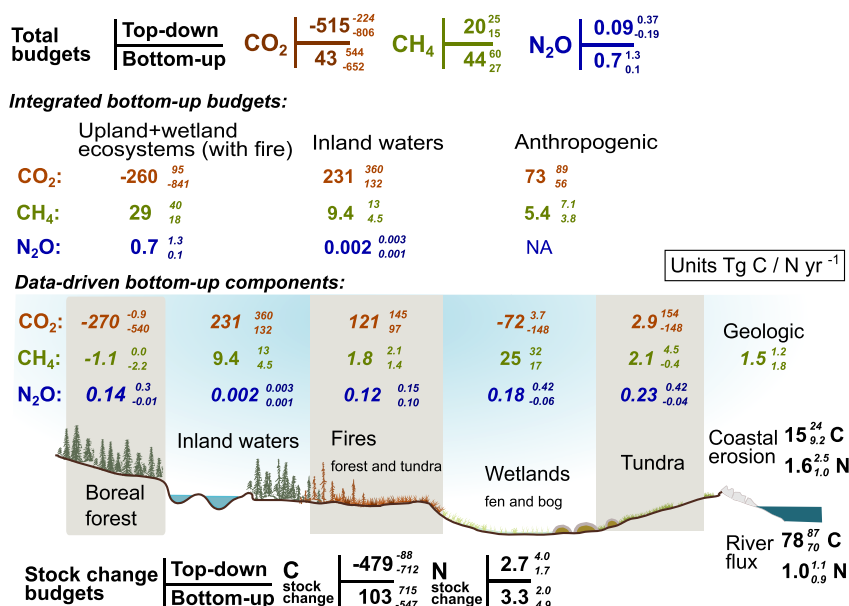 Total budgets Top-down CO2 -515 -224 -806 CH4 20 25 15 N2O 0.09 0.37 -0.19
Bottom-up 43 544 -652 44 60 27 0.7 1.3 0.1
Integrated bottom-up budgets:
Upland+wetland ecosystems (with fire) Inland waters Anthropogenic
CO2: -260 95 -841 231 360 132 73 89 56
CH4: 29 40 18 9.4 13 4.5 5.4 7.1 3.8
N2O: 0.7 1.3 0.1 0.002 0.003 0.001 NA
Units Tg C / N yr -1
Data-driven bottom-up components:
CO2: -270 -0.9 -540 231 360 132 121 145 97 -72 3.7 -148 2.9 154 -148
Geologic
CH4: -1.1 0.0 -2.2 9.4 13 4.5 1.8 2.1 1.4 25 32 17 2.1 4.5 -0.4 1.5 1.2 1.8
N2O: 0.14 0.3 -0.01 0.002 0.003 0.001 0.12 0.15 0.10 0.18 0.42 -0.06 0.23 0.42 -0.04
Boreal forest
Inland waters
Fires
forest and tundra
Wetlands
fen and bog
Tundra
Coastal erosion 15 24 9.2 C
1.6 2.5 1.0 N
River flux 78 87 70 C
1.0 1.1 0.9 N
Stock change budgets Top-down C stock change -479 -88 -712 N stock change 2.7 4.0 1.7
Bottom-up 103 715 -547 3.3 2.0 4.9